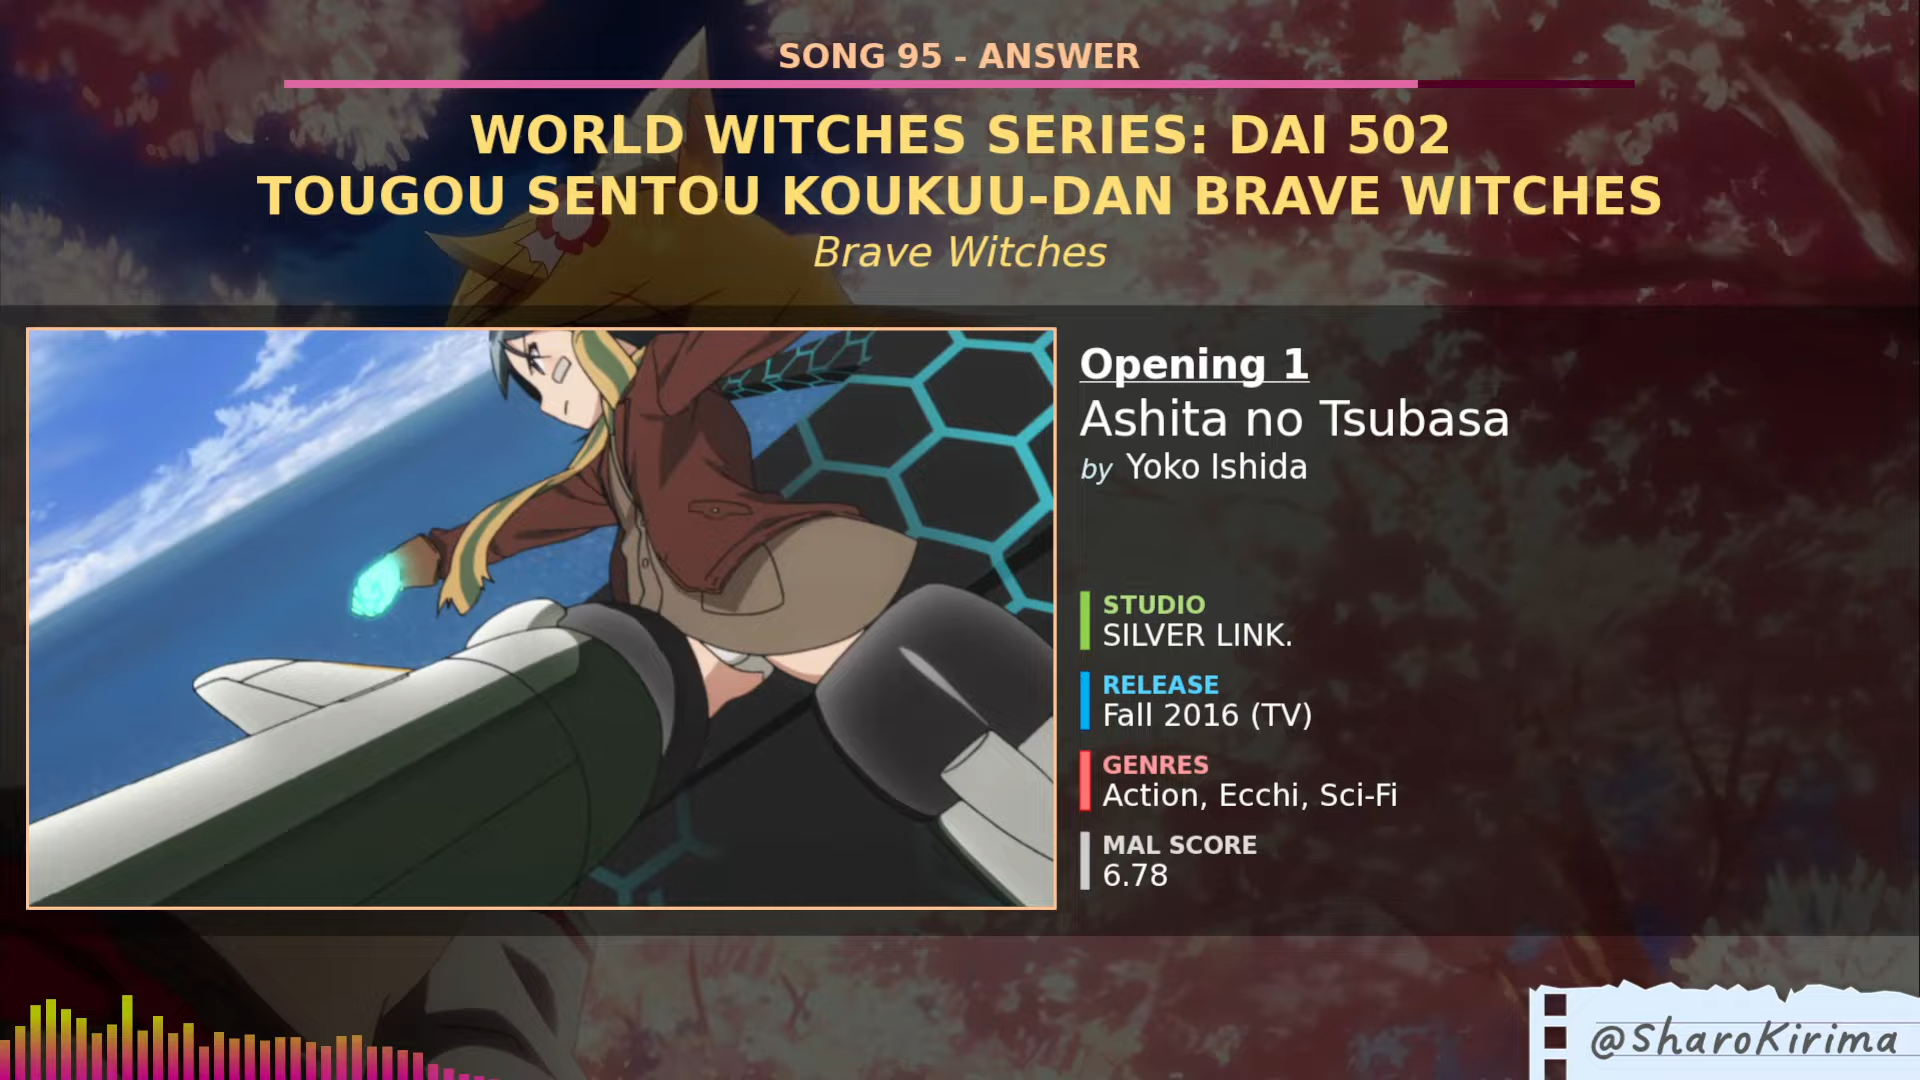 SONG 95 - ANSWER
WORLD WITCHES SERIES: DAI 502
TOUGOU SENTOU KOUKUU-DAN BRAVE WITCHES
Brave Witches
Opening 1
Ashita no Tsubasa
by Yoko Ishida
STUDIO
SILVER LINK.
RELEASE
Fall 2016 (TV)
GENRES
Action, Ecchi, Sci-Fi
MAL SCORE
6.78
@SharoKirima